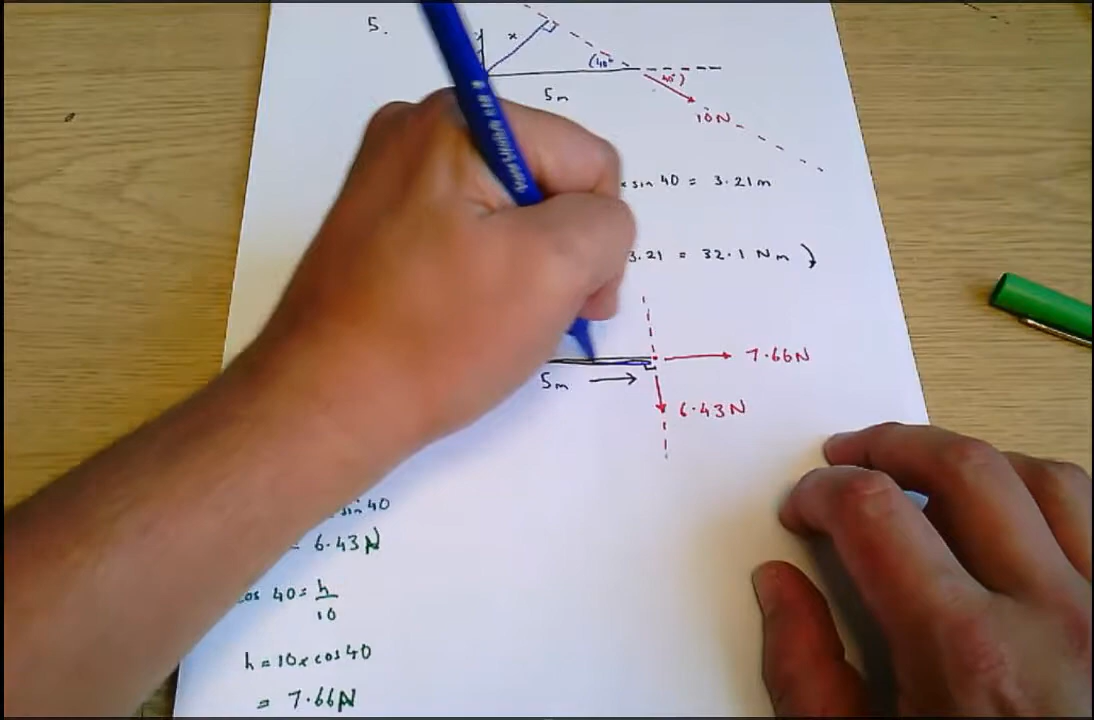 5.
x
40°
40°
5m
10N
x sin 40 = 3.21m
3.21 = 32.1 Nm
7.66N
5m
6.43N
sin 40
= 6.43N
cos 40 = h
10
h = 10 x cos 40
= 7.66N